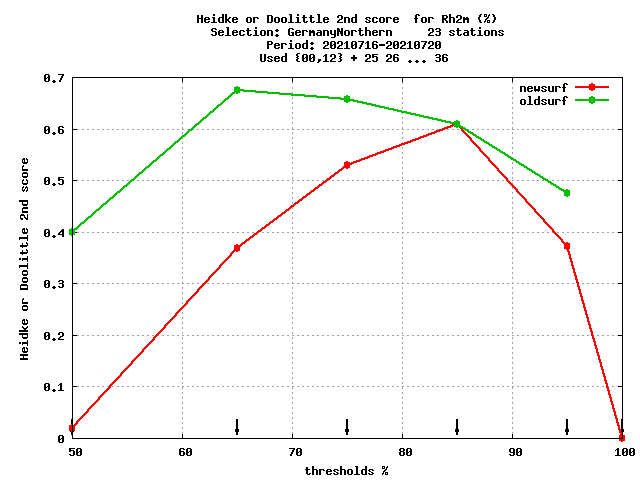 Heidke or Doolittle 2nd score  for Rh2m (%)
Selection: GermanyNorthern     23 stations
Period: 20210716-20210720
Used {00,12} + 25 26 ... 36
newsurf
oldsurf
Heidke or Doolittle 2nd score
0.7
0.6
0.5
0.4
0.3
0.2
0.1
0
50 60 70 80 90 100
thresholds %